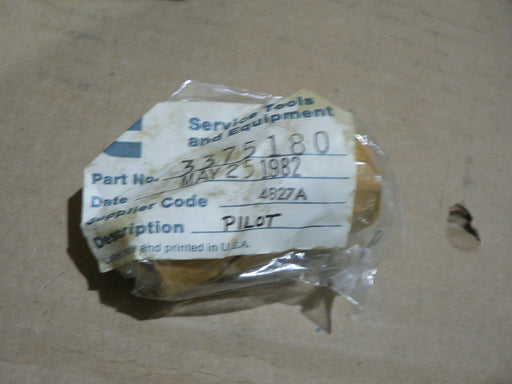 Service Tools
and Equipment
Part No. 3375180
Date MAY 25 1982
Supplier Code 4827A
Description PILOT
and printed in U.S.A.